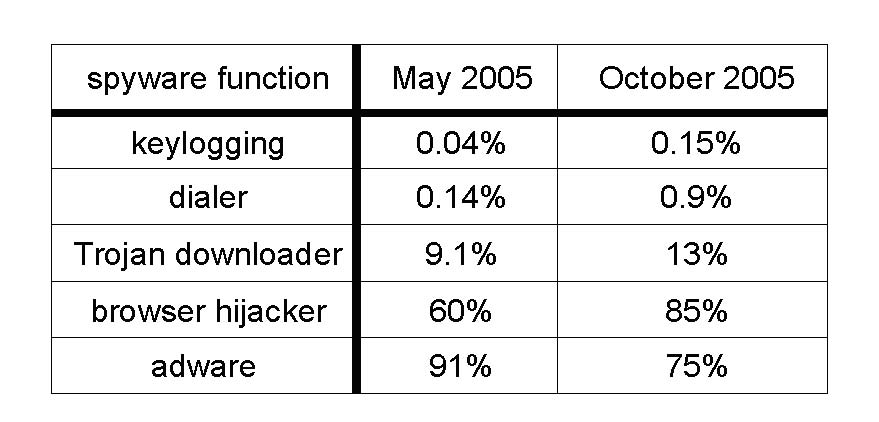 spyware function May 2005 October 2005
keylogging 0.04% 0.15%
dialer 0.14% 0.9%
Trojan downloader 9.1% 13%
browser hijacker 60% 85%
adware 91% 75%